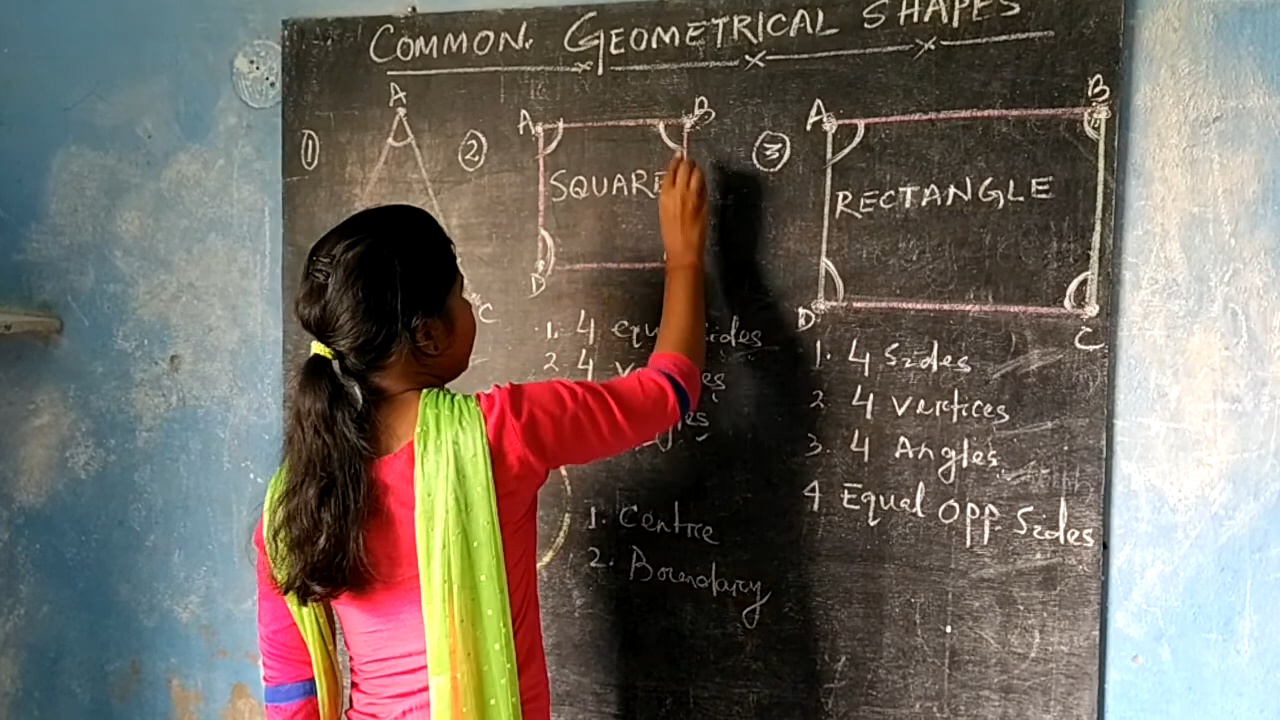 COMMON. GEOMETRICAL SHAPES
1
A
C
2
A B
SQUARE
D
1. 4 Sides
2. 4
3
A B
RECTANGLE
D C
1. 4 Sides
2. 4 Vertices
3. 4 Angles
4 Equal Opp. Sides
1. Centre
2. Boundary